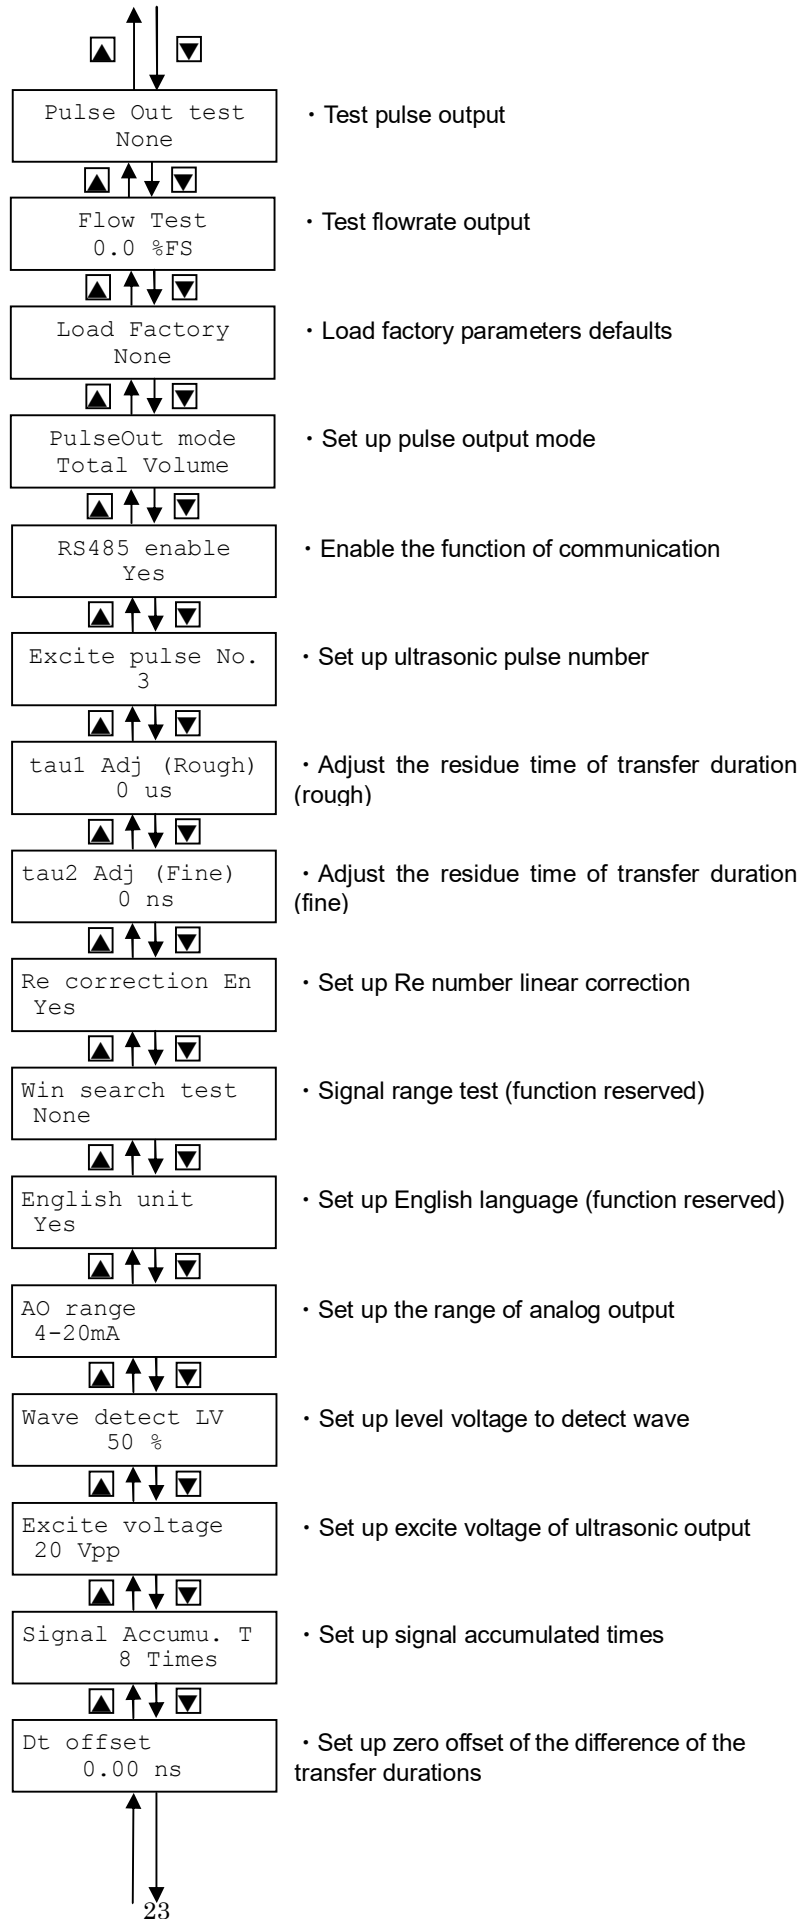 Pulse Out test
None
・Test pulse output
Flow Test
0.0 %FS
・Test flowrate output
Load Factory
None
・Load factory parameters defaults
PulseOut mode
Total Volume
・Set up pulse output mode
RS485 enable
Yes
・Enable the function of communication
Excite pulse No.
3
・Set up ultrasonic pulse number
tau1 Adj (Rough)
0 us
・Adjust the residue time of transfer duration
(rough)
tau2 Adj (Fine)
0 ns
・Adjust the residue time of transfer duration
(fine)
Re correction En
Yes
・Set up Re number linear correction
Win search test
None
・Signal range test (function reserved)
English unit
Yes
・Set up English language (function reserved)
AO range
4-20mA
・Set up the range of analog output
Wave detect LV
50 %
・Set up level voltage to detect wave
Excite voltage
20 Vpp
・Set up excite voltage of ultrasonic output
Signal Accumu. T
8 Times
・Set up signal accumulated times
Dt offset
0.00 ns
・Set up zero offset of the difference of the
transfer durations
23